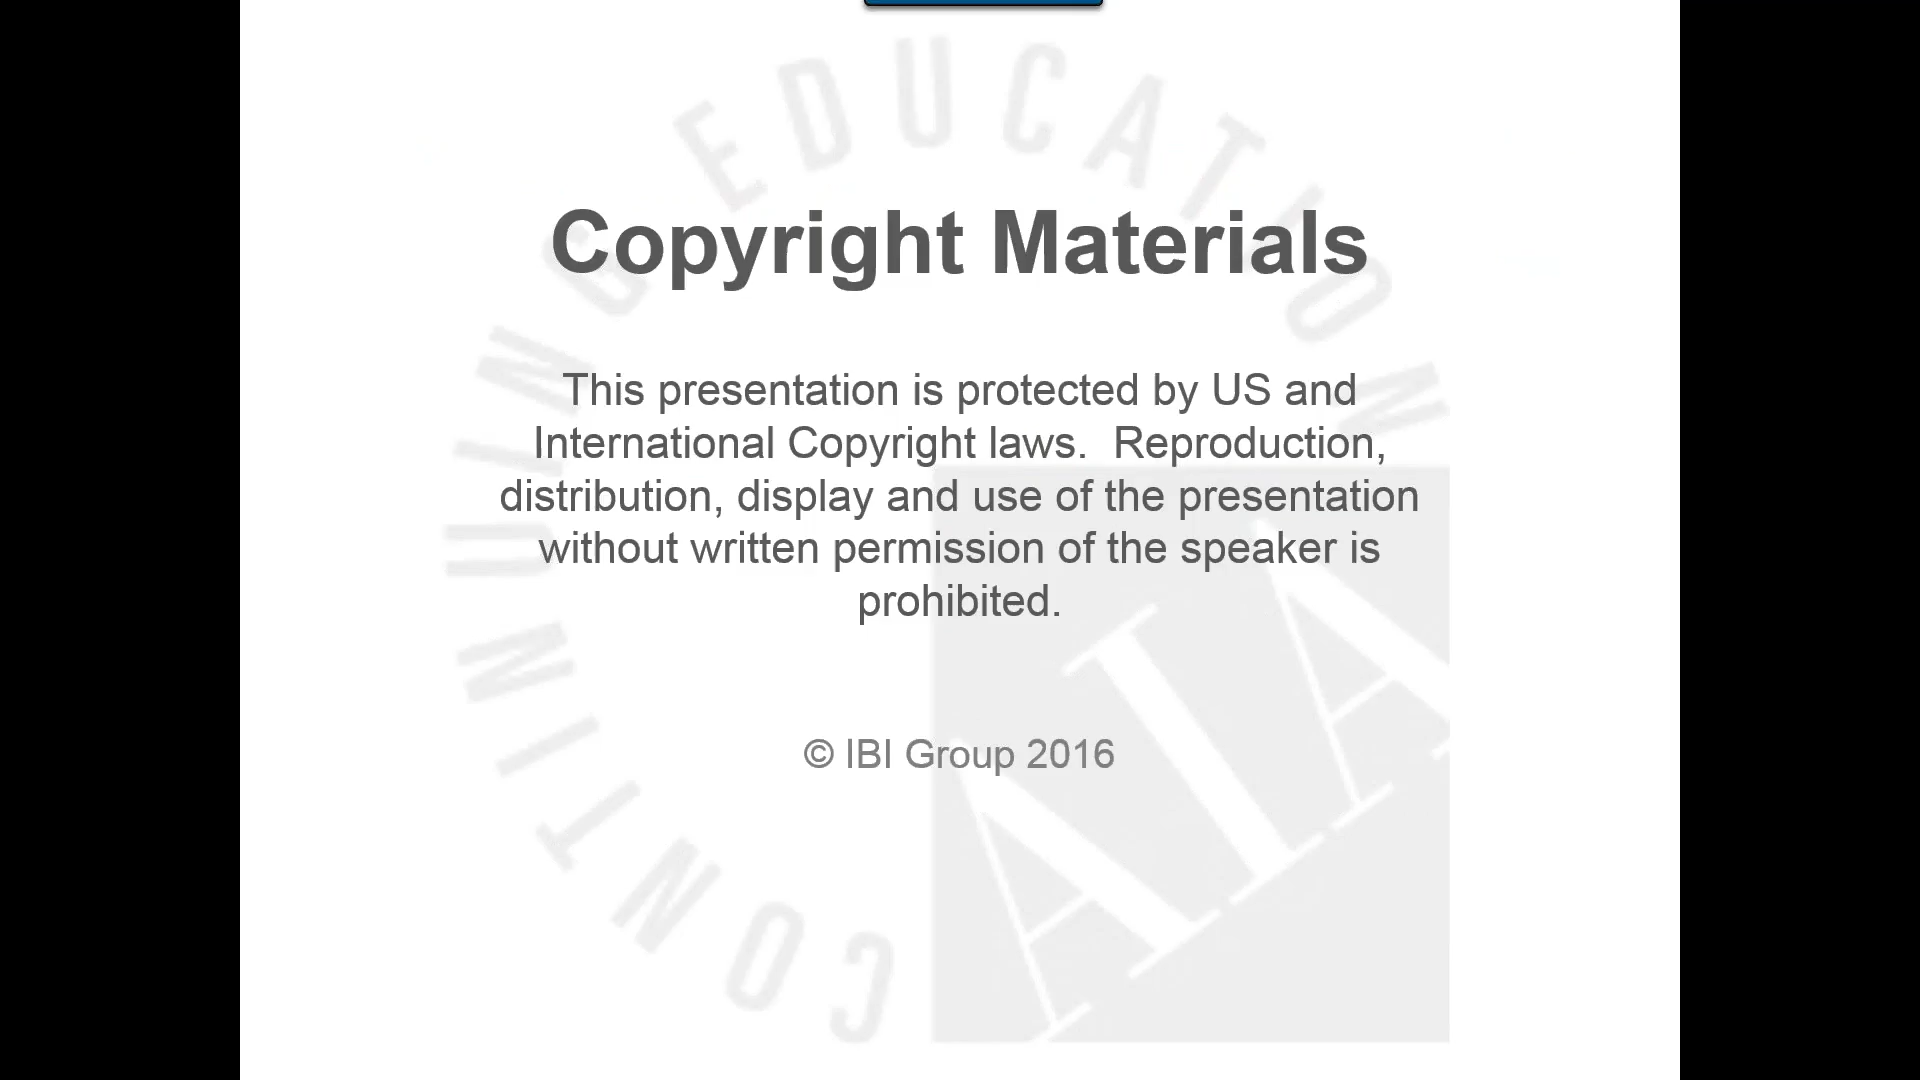 CONTINUING EDUCATION
Copyright Materials
This presentation is protected by US and
International Copyright laws.  Reproduction,
distribution, display and use of the presentation
without written permission of the speaker is
prohibited.
© IBI Group 2016
AIA